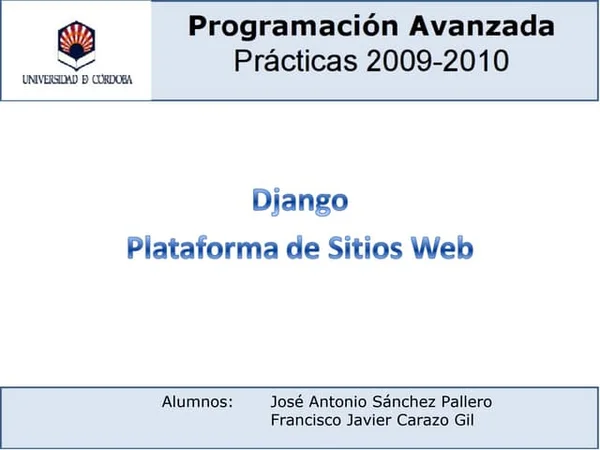 Programación Avanzada
Prácticas 2009-2010
UNIVERSIDAD Ð CÓRDOBA
Django
Plataforma de Sitios Web
Alumnos: José Antonio Sánchez Pallero
Francisco Javier Carazo Gil